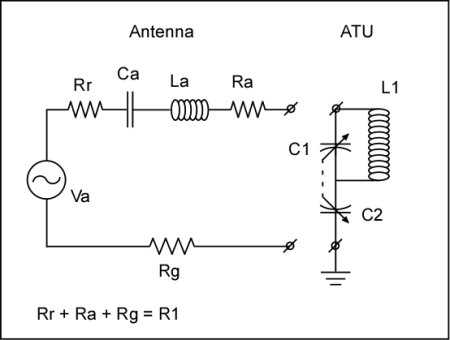 Antenna
ATU
Rr
Ca
La
Ra
L1
C1
Va
C2
Rg
Rr + Ra + Rg = R1